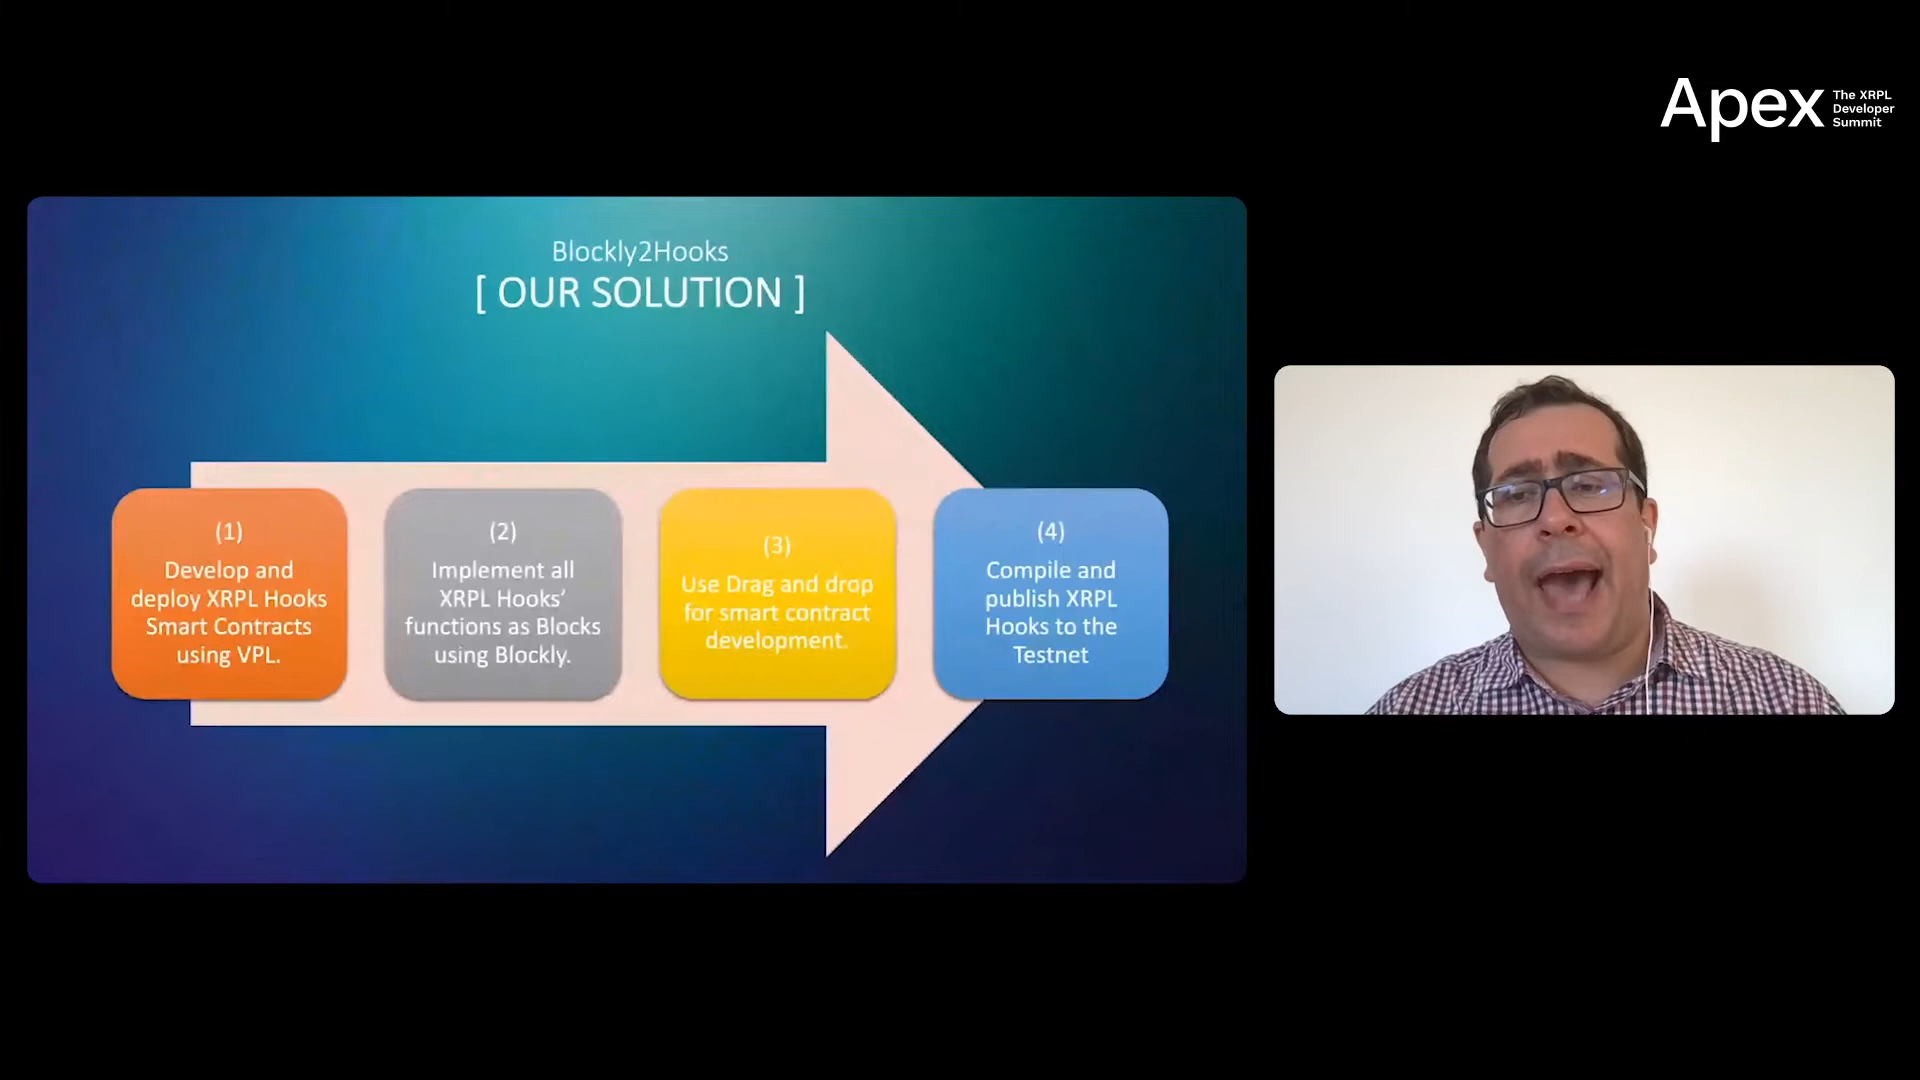 Apex
The XRPL
Developer
Summit
Blockly2Hooks
[ OUR SOLUTION ]
(1)
Develop and
deploy XRPL Hooks
Smart Contracts
using VPL.
(2)
Implement all
XRPL Hooks’
functions as Blocks
using Blockly.
(3)
Use Drag and drop
for smart contract
development.
(4)
Compile and
publish XRPL
Hooks to the
Testnet